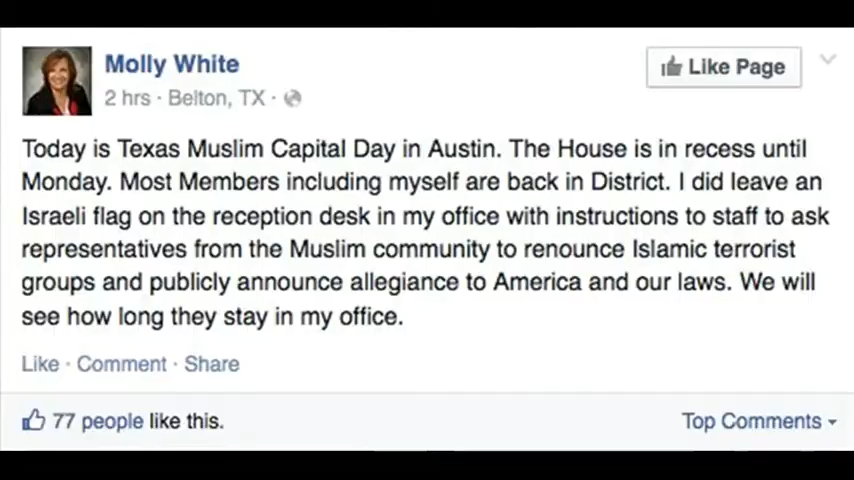 Molly White
Like Page
2 hrs · Belton, TX ·
Today is Texas Muslim Capital Day in Austin. The House is in recess until
Monday. Most Members including myself are back in District. I did leave an
Israeli flag on the reception desk in my office with instructions to staff to ask
representatives from the Muslim community to renounce Islamic terrorist
groups and publicly announce allegiance to America and our laws. We will
see how long they stay in my office.
Like · Comment · Share
77 people like this.
Top Comments